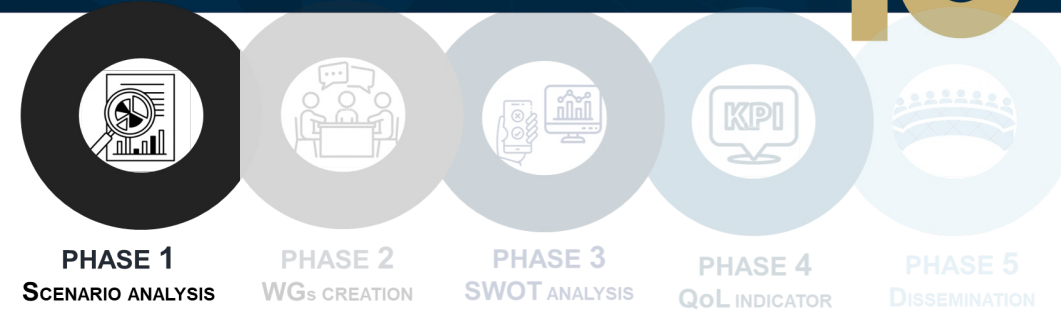 PHASE 1
SCENARIO ANALYSIS
PHASE 2
WGs CREATION
PHASE 3
SWOT ANALYSIS
KPI
PHASE 4
QoL INDICATOR
PHASE 5
DISSEMINATION